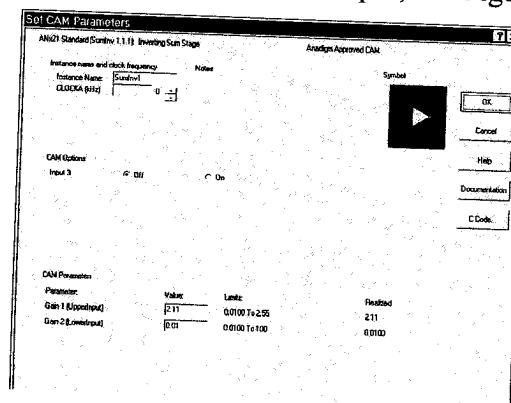 Set CAM Parameters
ANx21 Standard (SumInv 1.1.1) Inverting Sum Stage
Anadigm Approved CAM
Instance name and clock frequency
Notes
Symbol
Instance Name: SumInv1
CLOCKA (kHz) 0
OK
Cancel
Help
Documentation
C Code...
CAM Options
Input 3 Off On
CAM Parameters
Parameter: Value: Limits: Realized
Gain 1 (UpperInput) 2.11 0.0100 To 2.55 2.11
Gain 2 (LowerInput) 0.01 0.0100 To 100 0.0100